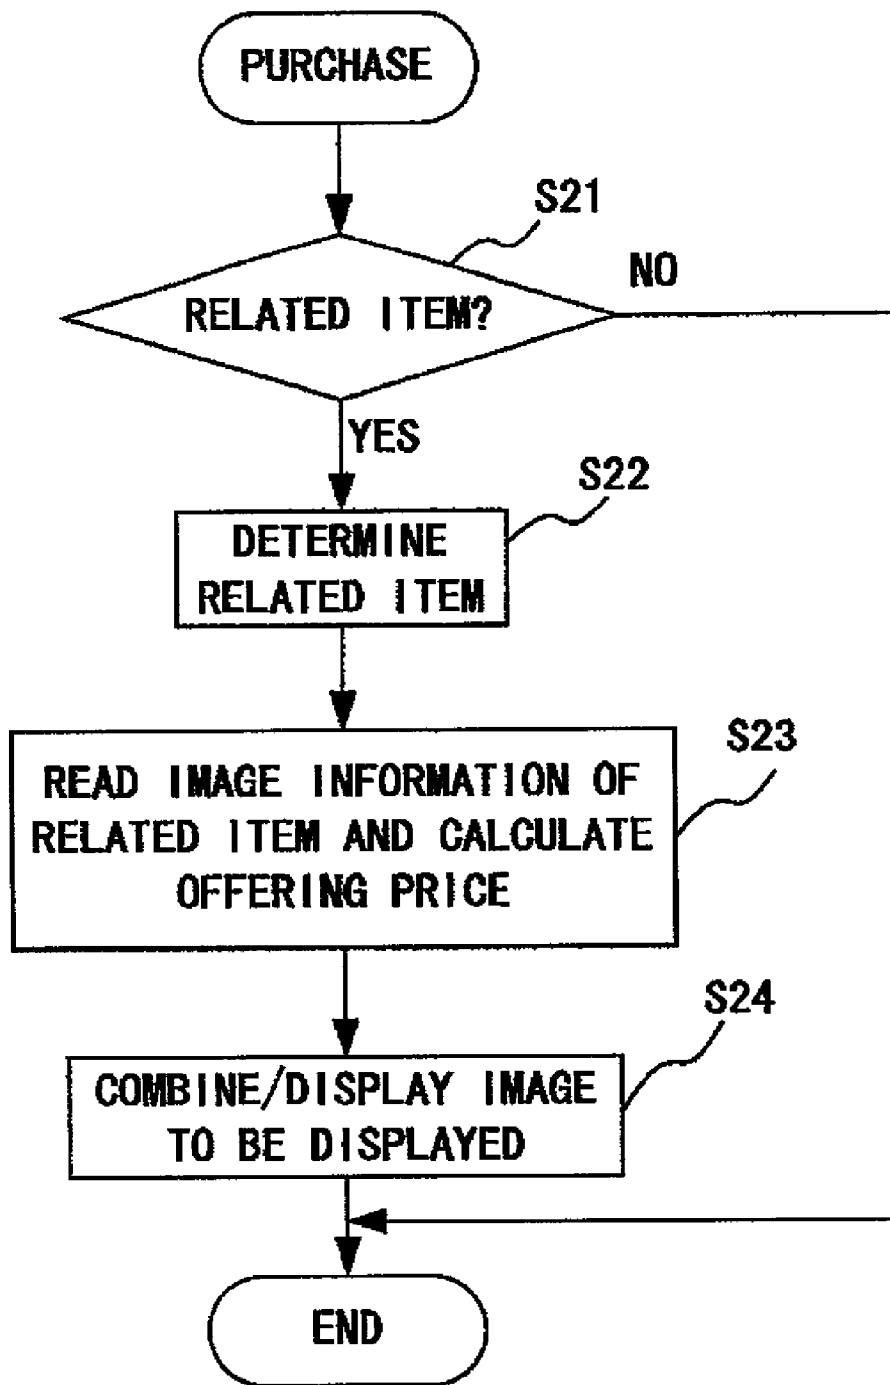 PURCHASE
S21
NO
RELATED ITEM?
YES
S22
DETERMINE
RELATED ITEM
S23
READ IMAGE INFORMATION OF
RELATED ITEM AND CALCULATE
OFFERING PRICE
S24
COMBINE/DISPLAY IMAGE
TO BE DISPLAYED
END